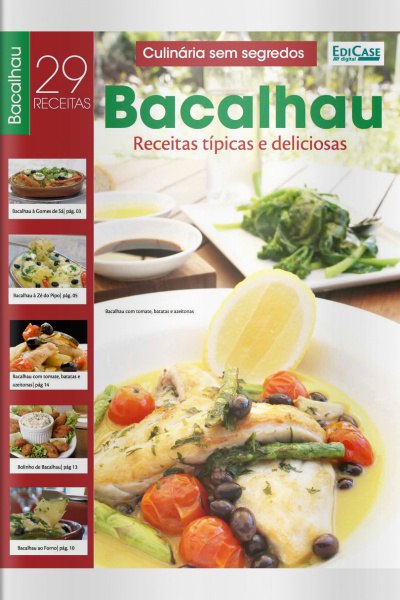 Bacalhau
29
RECEITAS
Culinária sem segredos
EDICASE
digital
Bacalhau
Receitas típicas e deliciosas
Bacalhau à Gomes de Sá| pág. 03
Bacalhau à Zé do Pipo| pág. 05
Bacalhau com tomate, batatas e
azeitonas| pág 14
Bolinho de Bacalhau| pág 13
Bacalhau ao Forno| pág. 10
Bacalhau com tomate, batatas e azeitonas